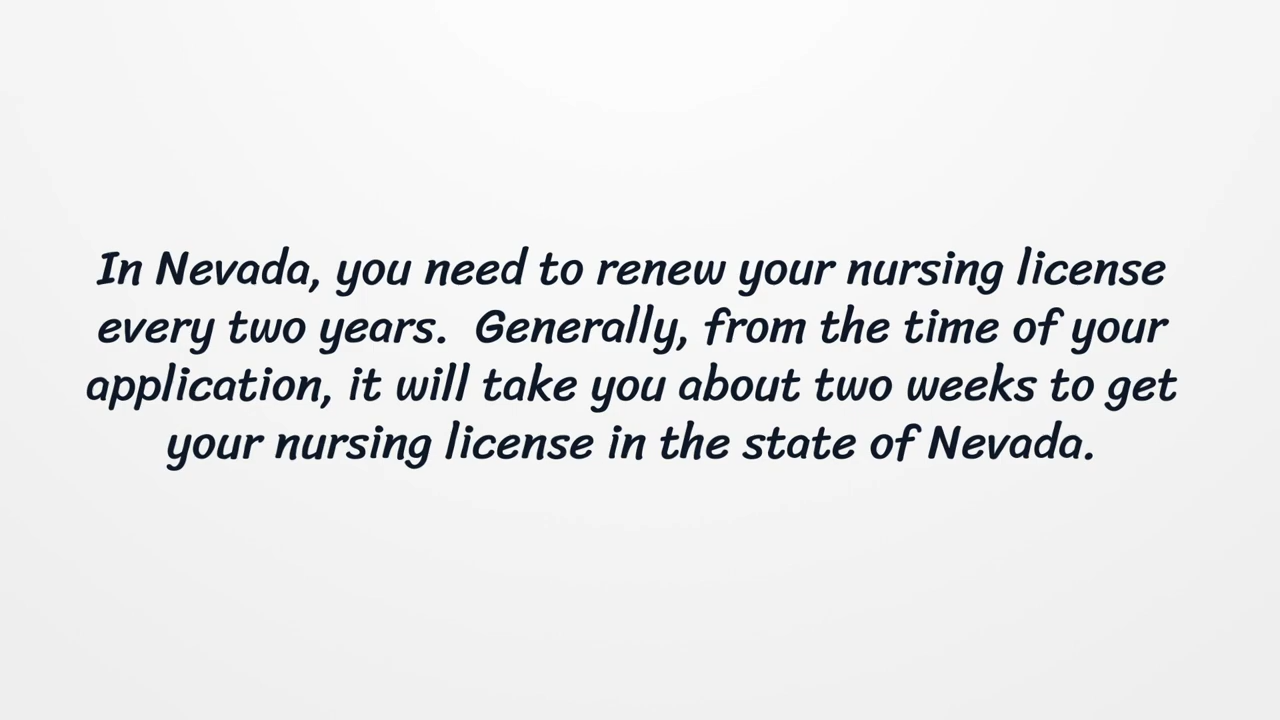 In Nevada, you need to renew your nursing license
every two years.  Generally, from the time of your
application, it will take you about two weeks to get
your nursing license in the state of Nevada.